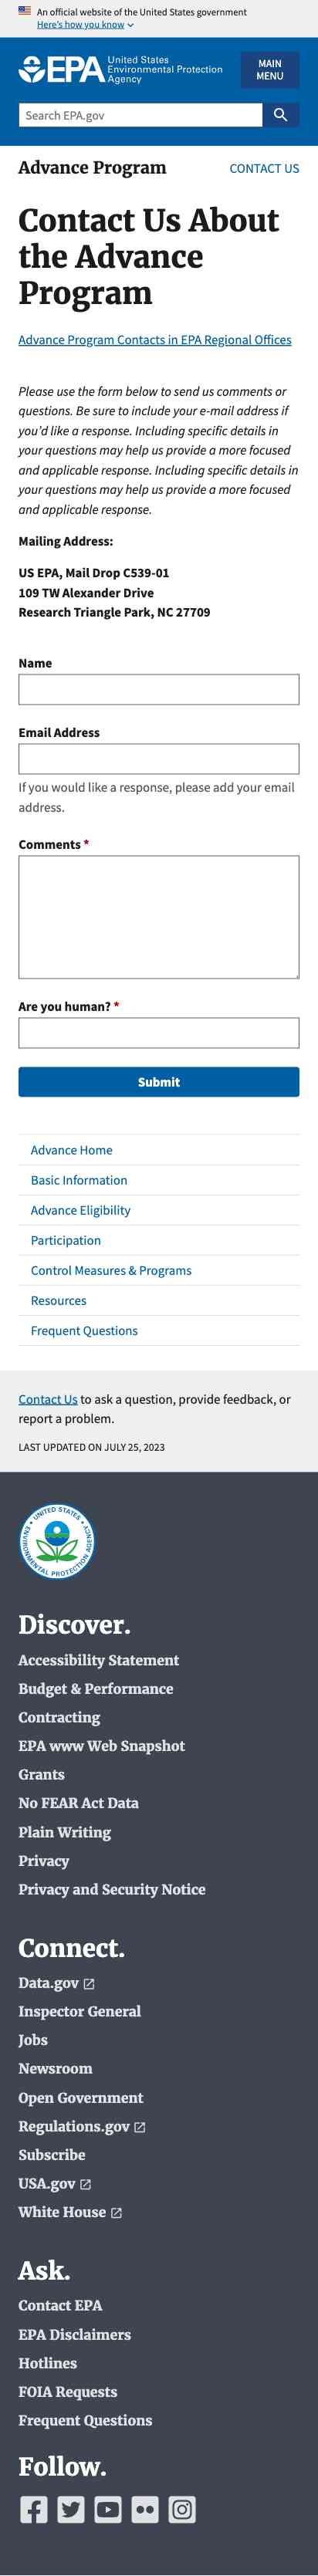 An official website of the United States government
Here's how you know
EPA United States
Environmental Protection
Agency
MAIN
MENU
Search EPA.gov
Advance Program
CONTACT US
Contact Us About
the Advance
Program
Advance Program Contacts in EPA Regional Offices
Please use the form below to send us comments or
questions. Be sure to include your e-mail address if
you'd like a response. Including specific details in
your questions may help us provide a more focused
and applicable response. Including specific details in
your questions may help us provide a more focused
and applicable response.
Mailing Address:
US EPA, Mail Drop C539-01
109 TW Alexander Drive
Research Triangle Park, NC 27709
Name
Email Address
If you would like a response, please add your email
address.
Comments *
Are you human? *
Submit
Advance Home
Basic Information
Advance Eligibility
Participation
Control Measures & Programs
Resources
Frequent Questions
Contact Us to ask a question, provide feedback, or
report a problem.
LAST UPDATED ON JULY 25, 2023
UNITED STATES
ENVIRONMENTAL PROTECTION AGENCY
Discover.
Accessibility Statement
Budget & Performance
Contracting
EPA www Web Snapshot
Grants
No FEAR Act Data
Plain Writing
Privacy
Privacy and Security Notice
Connect.
Data.gov
Inspector General
Jobs
Newsroom
Open Government
Regulations.gov
Subscribe
USA.gov
White House
Ask.
Contact EPA
EPA Disclaimers
Hotlines
FOIA Requests
Frequent Questions
Follow.